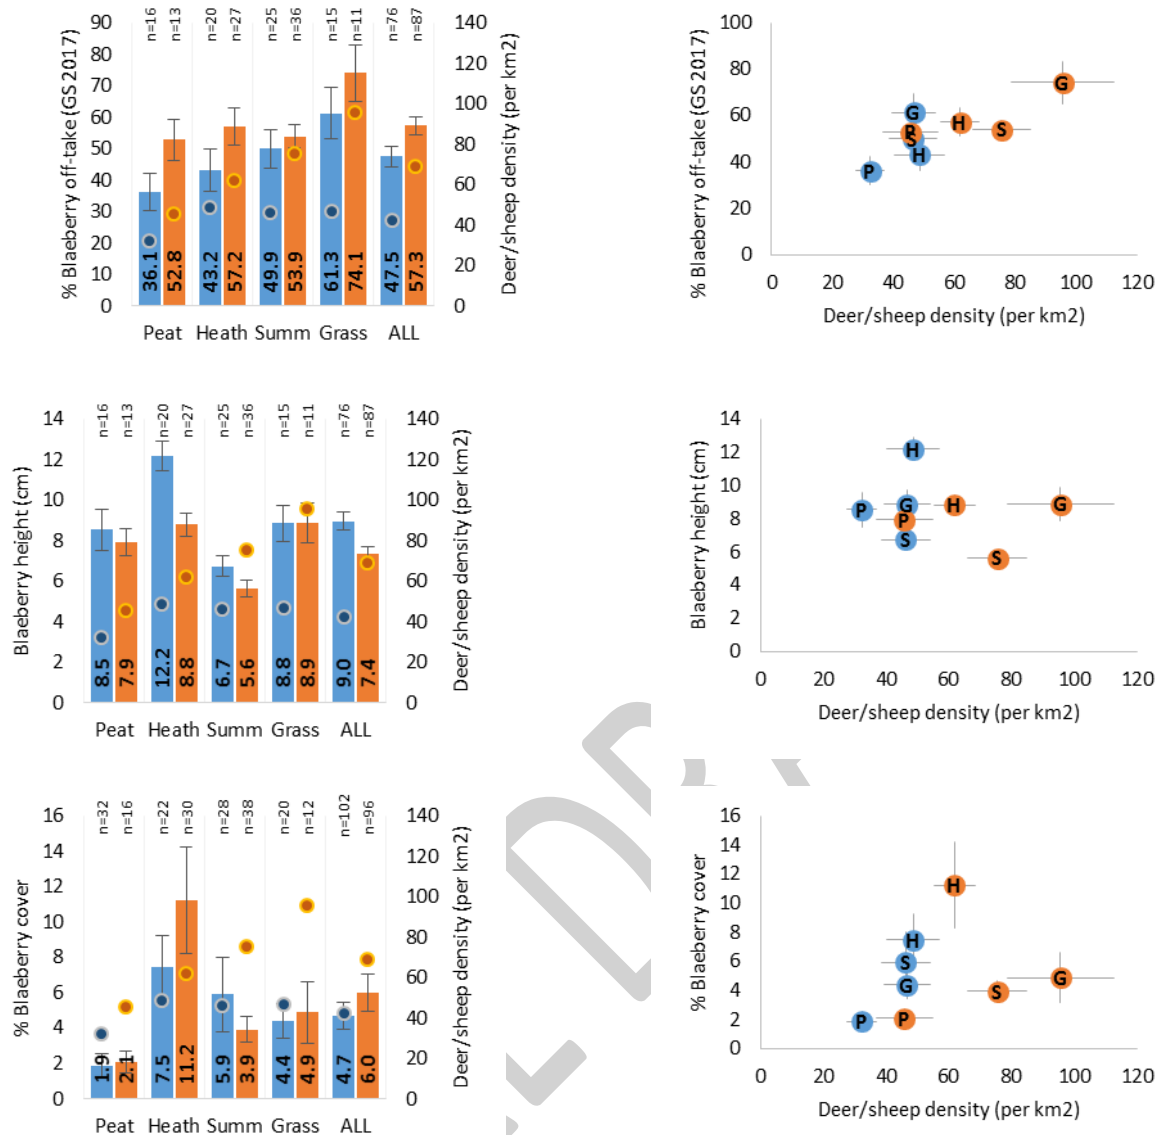 90
80
70
60
50
40
30
20
10
0
% Blaeberry off-take (GS 2017)
n=16
n=13
n=20
n=27
n=25
n=36
n=15
n=11
n=76
n=87
36.1
52.8
43.2
57.2
49.9
53.9
61.3
74.1
47.5
57.3
Peat Heath Summ Grass ALL
140
120
100
80
60
40
20
0
Deer/sheep density (per km2)
100
80
60
40
20
0
% Blaeberry off-take (GS 2017)
G
G
P
H
S
S
H
P
0 20 40 60 80 100 120
Deer/sheep density (per km2)
14
12
10
8
6
4
2
0
Blaeberry height (cm)
n=16
n=13
n=20
n=27
n=25
n=36
n=15
n=11
n=76
n=87
8.5
7.9
12.2
8.8
6.7
5.6
8.8
8.9
9.0
7.4
Peat Heath Summ Grass ALL
140
120
100
80
60
40
20
0
Deer/sheep density (per km2)
14
12
10
8
6
4
2
0
Blaeberry height (cm)
H
P
G
H
G
P
S
S
0 20 40 60 80 100 120
Deer/sheep density (per km2)
16
14
12
10
8
6
4
2
0
% Blaeberry cover
n=32
n=16
n=22
n=30
n=28
n=38
n=20
n=12
n=102
n=96
1.9
2.1
7.5
11.2
5.9
3.9
4.4
4.9
4.7
6.0
Peat Heath Summ Grass ALL
140
120
100
80
60
40
20
0
Deer/sheep density (per km2)
16
14
12
10
8
6
4
2
0
% Blaeberry cover
H
H
S
G
G
S
P
P
0 20 40 60 80 100 120
Deer/sheep density (per km2)